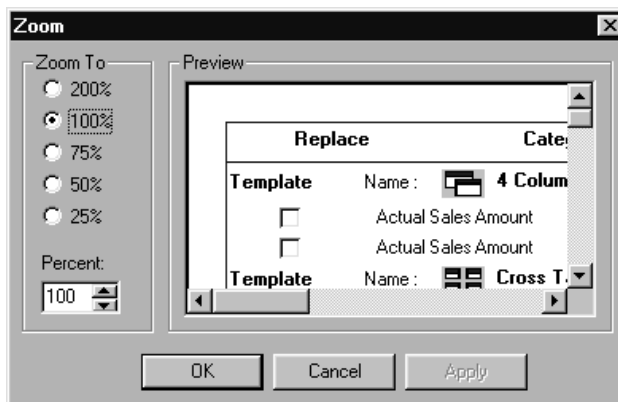 Zoom
Zoom To
200%
100%
75%
50%
25%
Percent:
100
Preview
Replace
Template Name : 4 Colum
Actual Sales Amount
Actual Sales Amount
Template Name : Cross
OK Cancel Apply